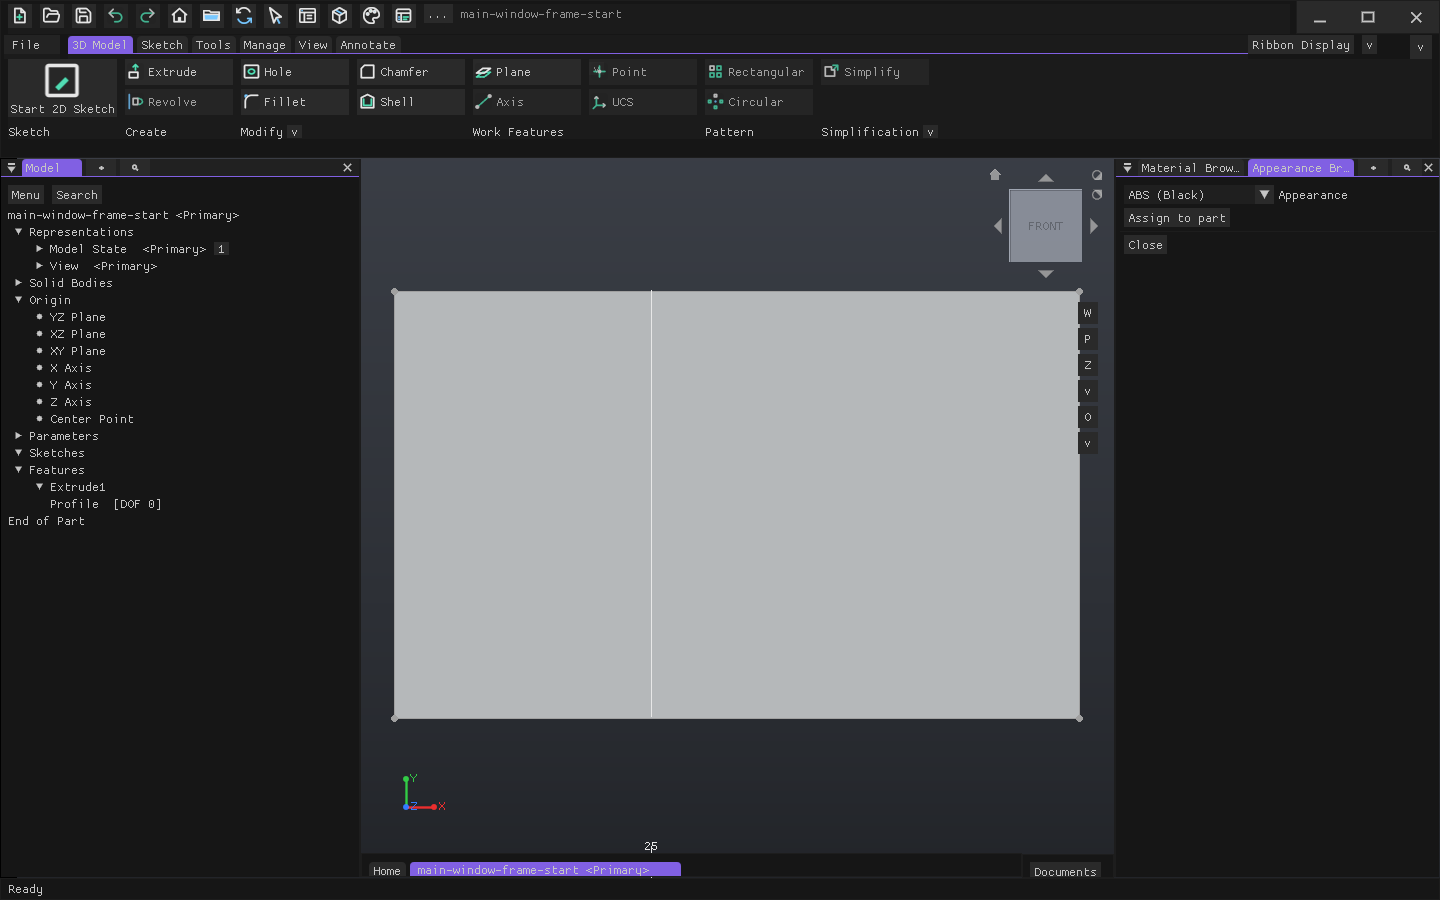 ... main-window-frame-start
File 3D Model Sketch Tools Manage View Annotate Ribbon Display v v
Start 2D Sketch
Extrude Hole Chamfer Plane Point Rectangular Simplify
Revolve Fillet Shell Axis UCS Circular
Sketch Create Modify v Work Features Pattern Simplification v
Model
Menu Search
main-window-frame-start <Primary>
Representations
Model State <Primary> 1
View <Primary>
Solid Bodies
Origin
YZ Plane
XZ Plane
XY Plane
X Axis
Y Axis
Z Axis
Center Point
Parameters
Sketches
Features
Extrude1
Profile [DOF 0]
End of Part
FRONT
W
P
Z
v
O
v
Y
Z X
25
Home main-window-frame-start <Primary> Documents
Material Brow… Appearance Br…
ABS (Black) Appearance
Assign to part
Close
Ready